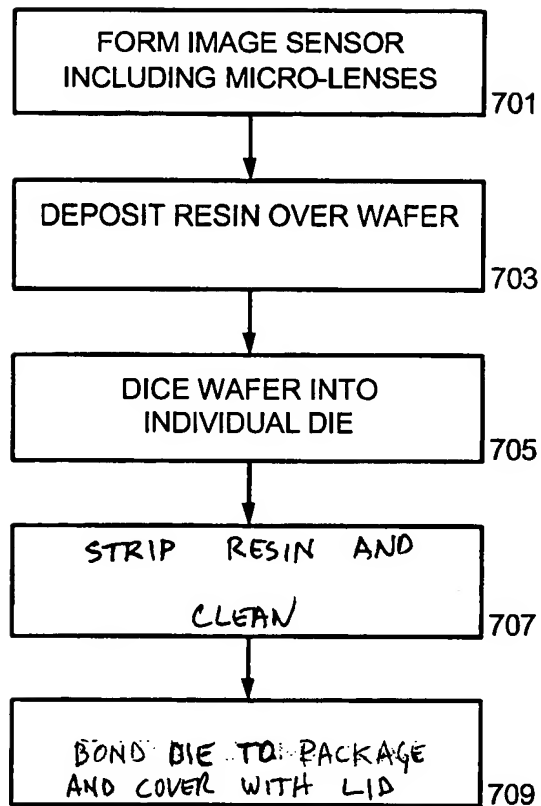 FORM IMAGE SENSOR
INCLUDING MICRO-LENSES
701
DEPOSIT RESIN OVER WAFER
703
DICE WAFER INTO
INDIVIDUAL DIE
705
STRIP RESIN AND
CLEAN
707
BOND DIE TO PACKAGE
AND COVER WITH LID
709